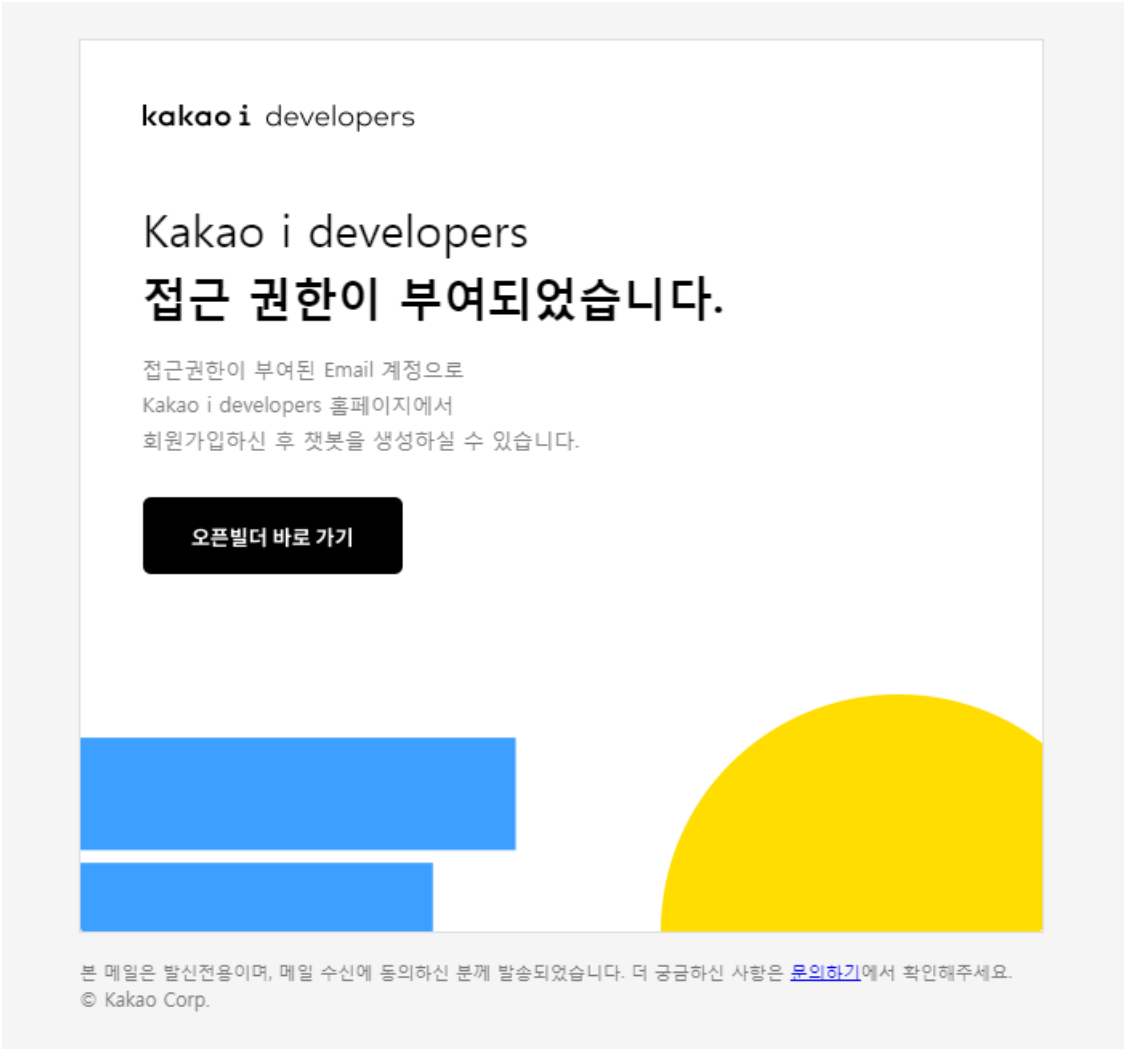 kakao i developers
Kakao i developers
접근 권한이 부여되었습니다.
접근권한이 부여된 Email 계정으로
Kakao i developers 홈페이지에서
회원가입하신 후 챗봇을 생성하실 수 있습니다.
오픈빌더 바로 가기
본 메일은 발신전용이며, 메일 수신에 동의하신 분께 발송되었습니다. 더 궁금하신 사항은 문의하기에서 확인해주세요.
© Kakao Corp.